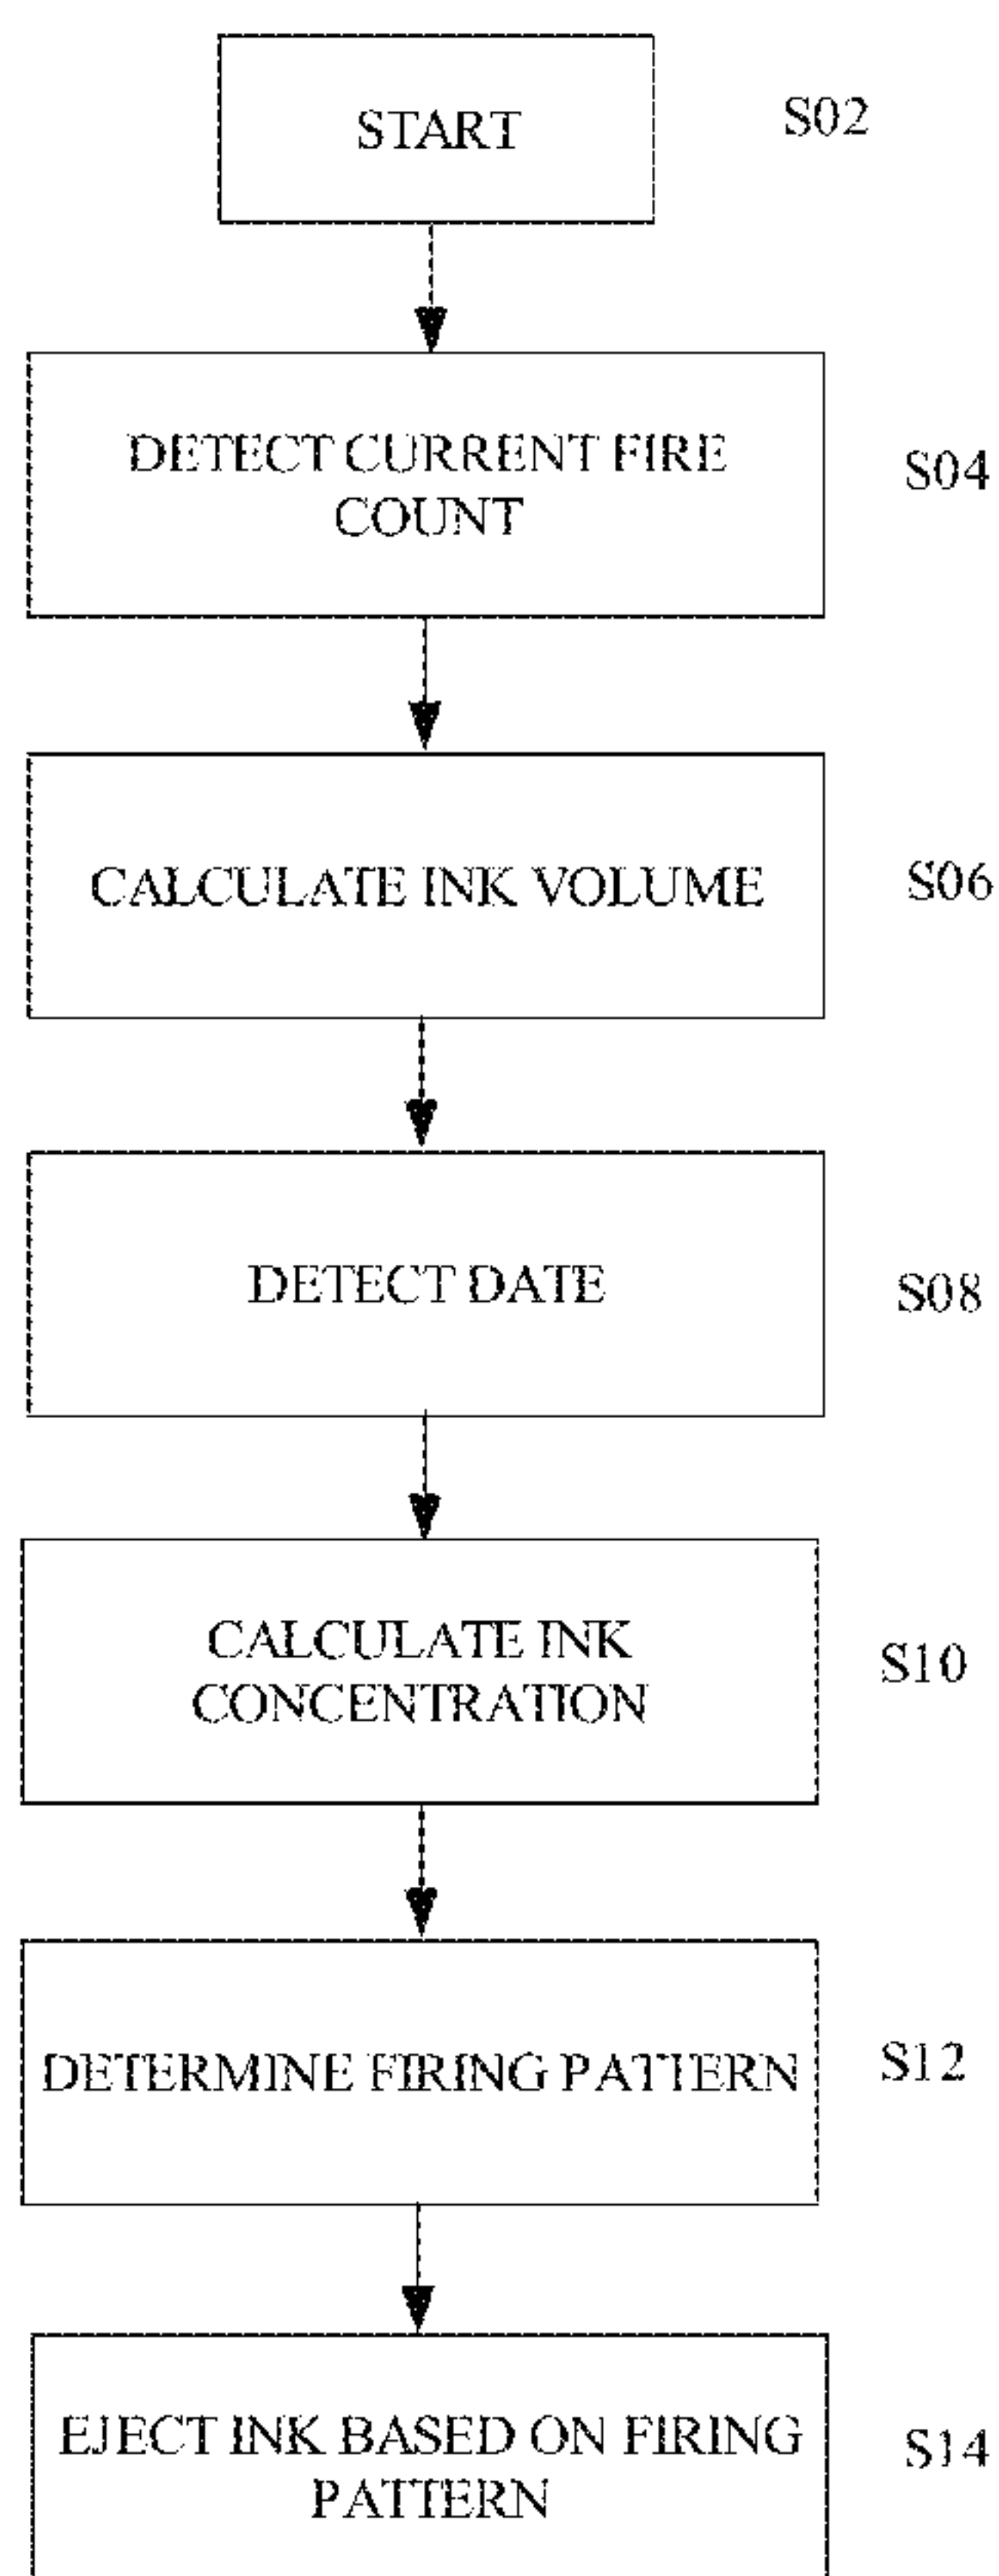 START
S02
DETECT CURRENT FIRE
COUNT
S04
CALCULATE INK VOLUME
S06
DETECT DATE
S08
CALCULATE INK
CONCENTRATION
S10
DETERMINE FIRING PATTERN
S12
EJECT INK BASED ON FIRING
PATTERN
S14